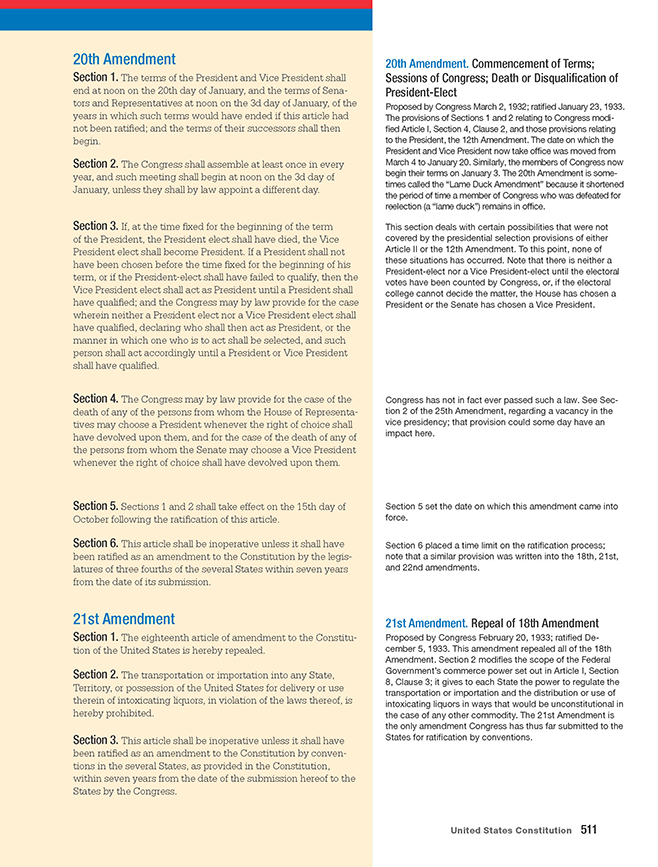 20th Amendment
Section 1. The terms of the President and Vice President shall
end at noon on the 20th day of January, and the terms of Sena-
tors and Representatives at noon on the 3d day of January, of the
years in which such terms would have ended if this article had
not been ratified; and the terms of their successors shall then
begin.
Section 2. The Congress shall assemble at least once in every
year, and such meeting shall begin at noon on the 3d day of
January, unless they shall by law appoint a different day.
Section 3. If, at the time fixed for the beginning of the term
of the President, the President elect shall have died, the Vice
President elect shall become President. If a President shall not
have been chosen before the time fixed for the beginning of his
term, or if the President-elect shall have failed to qualify, then the
Vice President elect shall act as President until a President shall
have qualified; and the Congress may by law provide for the case
wherein neither a President elect nor a Vice President elect shall
have qualified, declaring who shall then act as President, or the
manner in which one who is to act shall be selected, and such
person shall act accordingly until a President or Vice President
shall have qualified.
Section 4. The Congress may by law provide for the case of the
death of any of the persons from whom the House of Representa-
tives may choose a President whenever the right of choice shall
have devolved upon them, and for the case of the death of any of
the persons from whom the Senate may choose a Vice President
whenever the right of choice shall have devolved upon them.
Section 5. Sections 1 and 2 shall take effect on the 15th day of
October following the ratification of this article.
Section 6. This article shall be inoperative unless it shall have
been ratified as an amendment to the Constitution by the legis-
latures of three fourths of the several States within seven years
from the date of its submission.
21st Amendment
Section 1. The eighteenth article of amendment to the Constitu-
tion of the United States is hereby repealed.
Section 2. The transportation or importation into any State,
Territory, or possession of the United States for delivery or use
therein of intoxicating liquors, in violation of the laws thereof, is
hereby prohibited.
Section 3. This article shall be inoperative unless it shall have
been ratified as an amendment to the Constitution by conven-
tions in the several States, as provided in the Constitution,
within seven years from the date of the submission hereof to the
States by the Congress.
20th Amendment. Commencement of Terms;
Sessions of Congress; Death or Disqualification of
President-Elect
Proposed by Congress March 2, 1932; ratified January 23, 1933.
The provisions of Sections 1 and 2 relating to Congress modi-
fied Article I, Section 4, Clause 2, and those provisions relating
to the President, the 12th Amendment. The date on which the
President and Vice President now take office was moved from
March 4 to January 20. Similarly, the members of Congress now
begin their terms on January 3. The 20th Amendment is some-
times called the “Lame Duck Amendment” because it shortened
the period of time a member of Congress who was defeated for
reelection (a “lame duck”) remains in office.
This section deals with certain possibilities that were not
covered by the presidential selection provisions of either
Article II or the 12th Amendment. To this point, none of
these situations has occurred. Note that there is neither a
President-elect nor a Vice President-elect until the electoral
votes have been counted by Congress, or, if the electoral
college cannot decide the matter, the House has chosen a
President or the Senate has chosen a Vice President.
Congress has not in fact ever passed such a law. See Sec-
tion 2 of the 25th Amendment, regarding a vacancy in the
vice presidency; that provision could some day have an
impact here.
Section 5 set the date on which this amendment came into
force.
Section 6 placed a time limit on the ratification process;
note that a similar provision was written into the 18th, 21st,
and 22nd amendments.
21st Amendment. Repeal of 18th Amendment
Proposed by Congress February 20, 1933; ratified De-
cember 5, 1933. This amendment repealed all of the 18th
Amendment. Section 2 modifies the scope of the Federal
Government's commerce power set out in Article I, Section
8, Clause 3; it gives to each State the power to regulate the
transportation or importation and the distribution or use of
intoxicating liquors in ways that would be unconstitutional in
the case of any other commodity. The 21st Amendment is
the only amendment Congress has thus far submitted to the
States for ratification by conventions.
United States Constitution 511